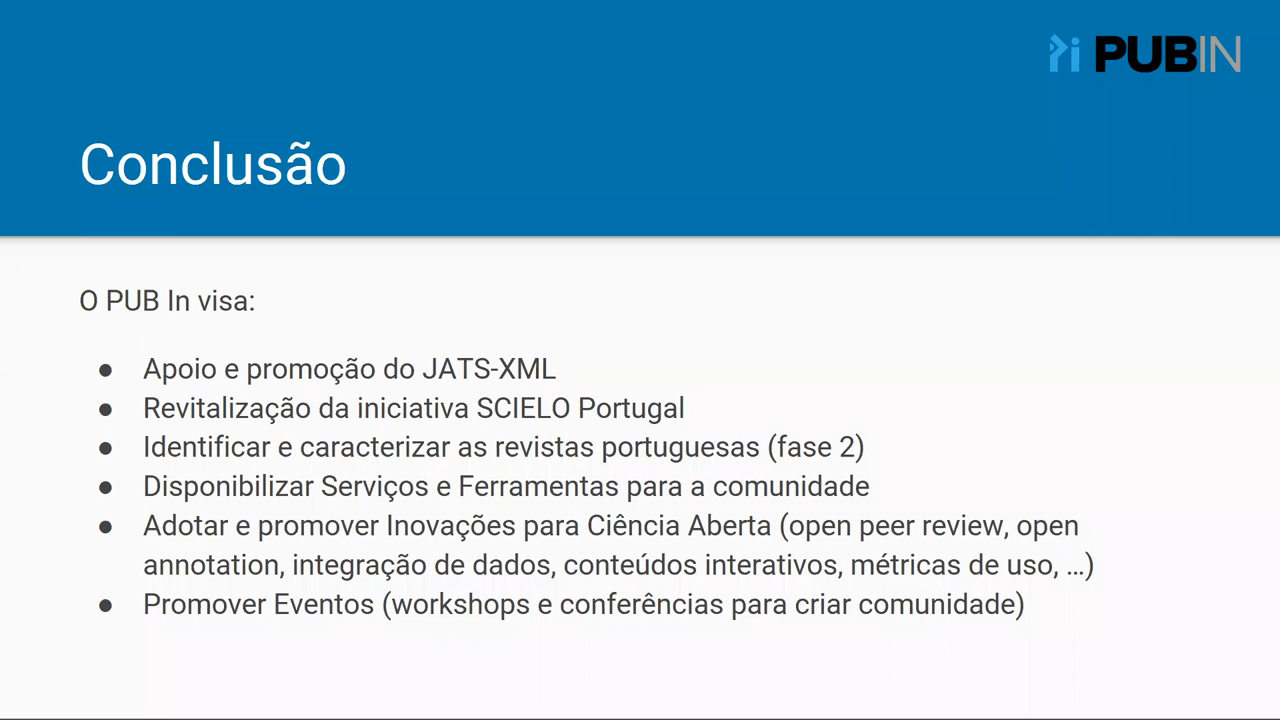 PUBIN
Conclusão
O PUB In visa:
● Apoio e promoção do JATS-XML
● Revitalização da iniciativa SCIELO Portugal
● Identificar e caracterizar as revistas portuguesas (fase 2)
● Disponibilizar Serviços e Ferramentas para a comunidade
● Adotar e promover Inovações para Ciência Aberta (open peer review, open
annotation, integração de dados, conteúdos interativos, métricas de uso, ...)
● Promover Eventos (workshops e conferências para criar comunidade)